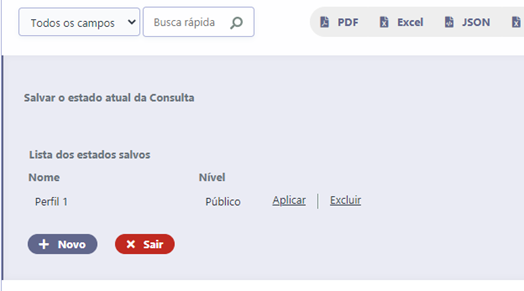 Todos os campos Busca rápida PDF Excel JSON
Salvar o estado atual da Consulta
Lista dos estados salvos
Nome Nível
Perfil 1 Público Aplicar Excluir
Novo Sair